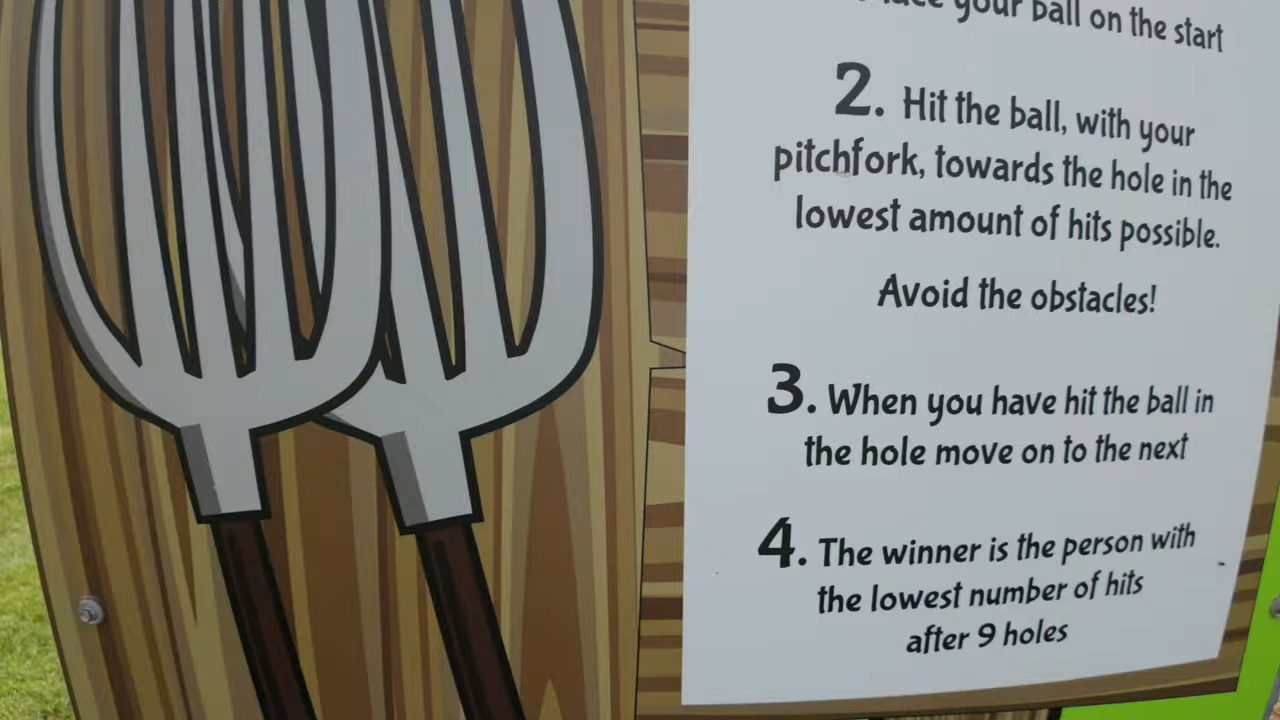 your ball on the start
2. Hit the ball, with your
pitchfork, towards the hole in the
lowest amount of hits possible.
Avoid the obstacles!
3. When you have hit the ball in
the hole move on to the next
4. The winner is the person with
the lowest number of hits
after 9 holes